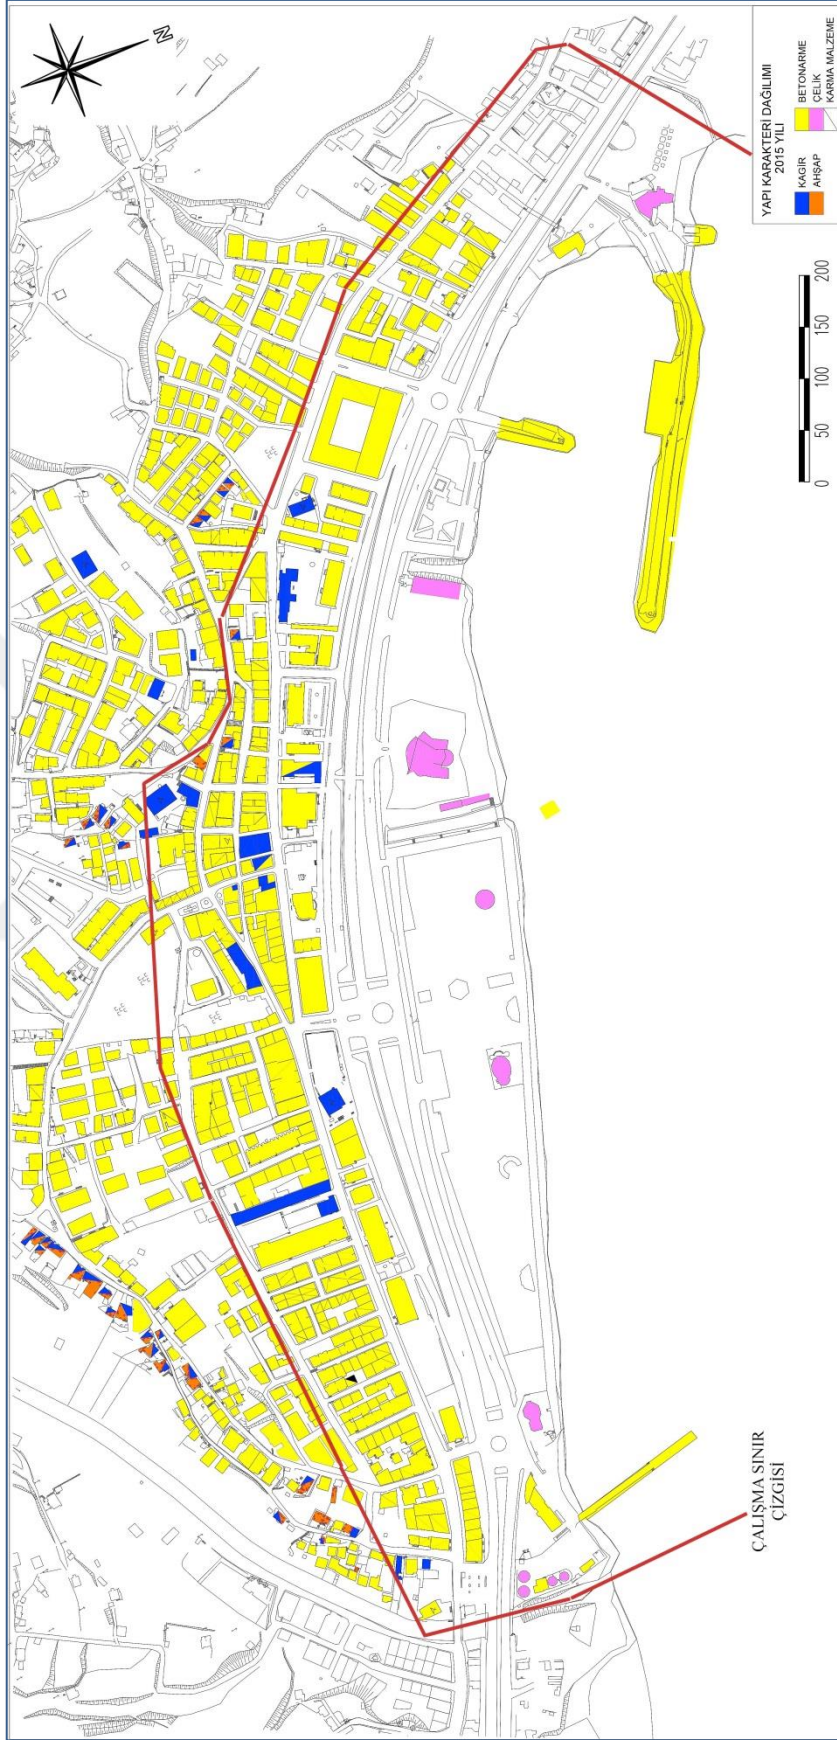 N
YAPI KARAKTERİ DAĞILIMI
2015 YILI
KAGİR
AHŞAP
BETONARME
ÇELİK
KARMA MALZEME
0 50 100 150 200
ÇALIŞMA SINIR
ÇİZGİSİ